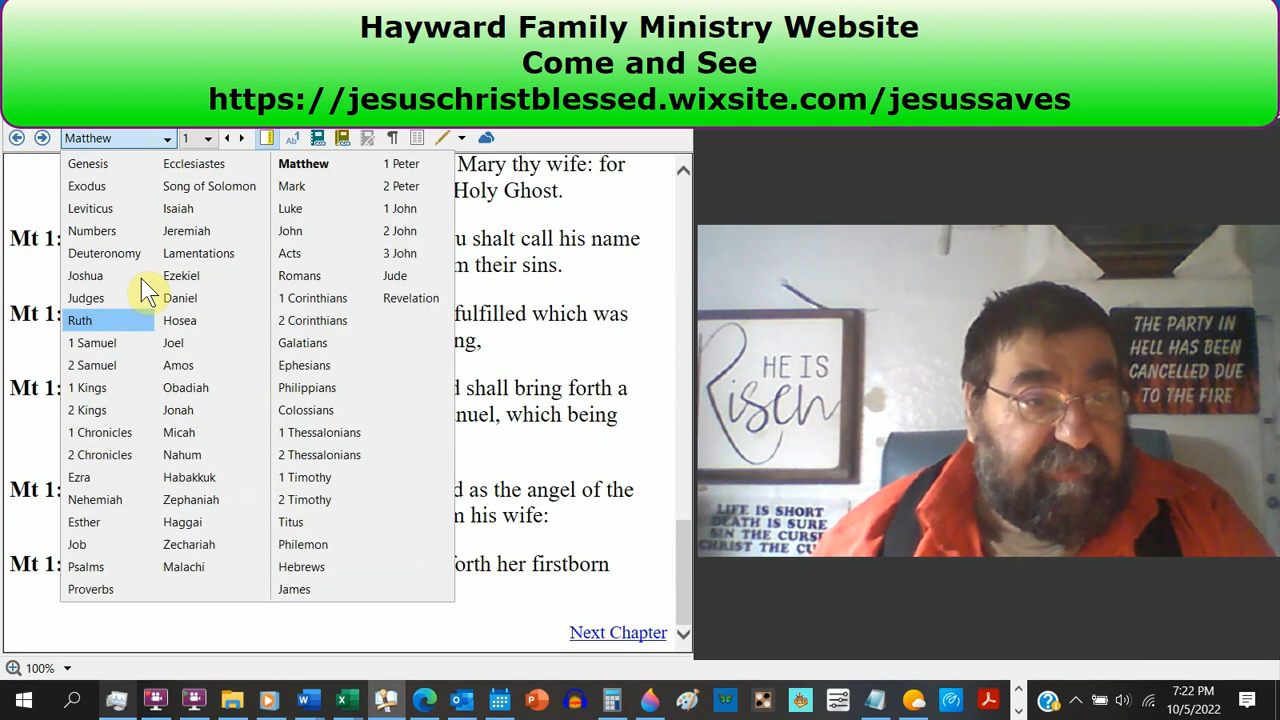 Hayward Family Ministry Website
Come and See
https://jesuschristblessed.wixsite.com/jesussaves
Matthew 1
Genesis Ecclesiastes Matthew 1 Peter
Exodus Song of Solomon Mark 2 Peter
Leviticus Isaiah Luke 1 John
Numbers Jeremiah John 2 John
Deuteronomy Lamentations Acts 3 John
Joshua Ezekiel Romans Jude
Judges Daniel 1 Corinthians Revelation
Ruth Hosea 2 Corinthians
1 Samuel Joel Galatians
2 Samuel Amos Ephesians
1 Kings Obadiah Philippians
2 Kings Jonah Colossians
1 Chronicles Micah 1 Thessalonians
2 Chronicles Nahum 2 Thessalonians
Ezra Habakkuk 1 Timothy
Nehemiah Zephaniah 2 Timothy
Esther Haggai Titus
Job Zechariah Philemon
Psalms Malachi Hebrews
Proverbs James
Mary thy wife: for
Holy Ghost.
Mt 1: shalt call his name
their sins.
Mt 1: fulfilled which was
Mt 1: shall bring forth a
which being
Mt 1: as the angel of the
his wife:
Mt 1: forth her firstborn
Next Chapter
100%
HE IS
Risen
THE PARTY IN
HELL HAS BEEN
CANCELLED DUE
TO THE FIRE
LIFE IS SHORT
DEATH IS SURE
SIN THE CURSE
CHRIST THE CU
7:22 PM
10/5/2022